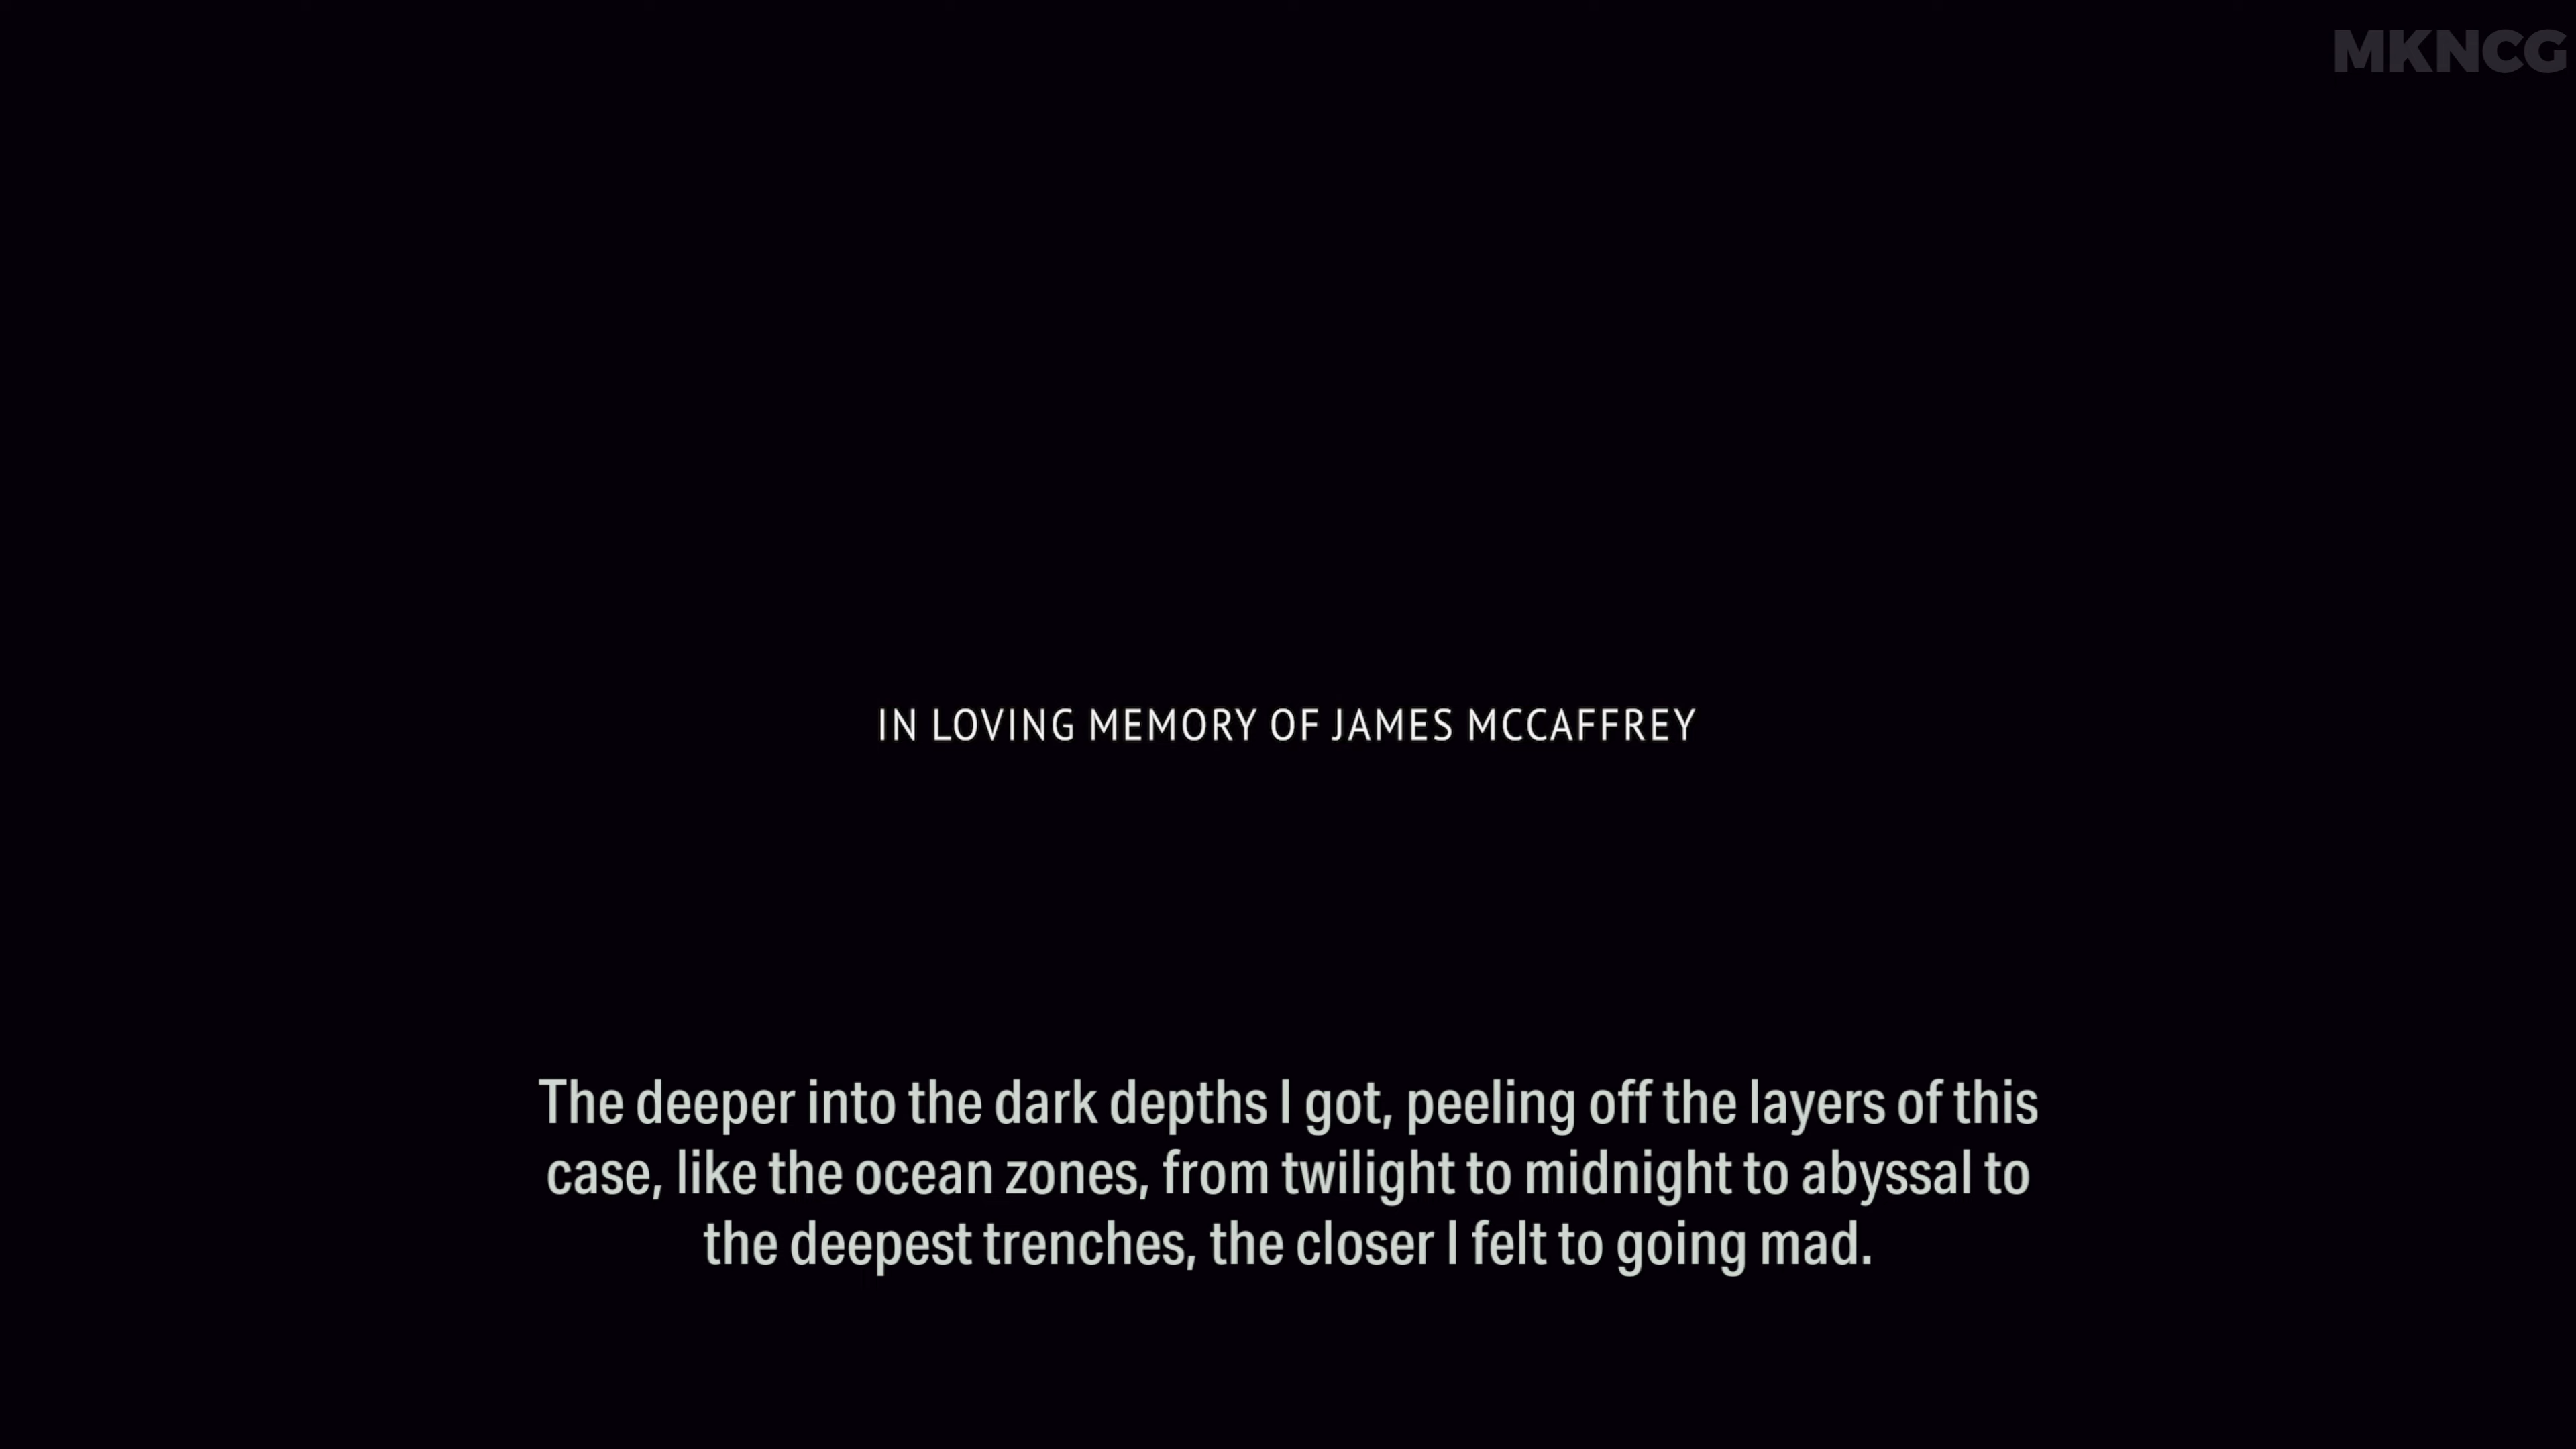 MKNCG
IN LOVING MEMORY OF JAMES MCCAFFREY
The deeper into the dark depths I got, peeling off the layers of this
case, like the ocean zones, from twilight to midnight to abyssal to
the deepest trenches, the closer I felt to going mad.